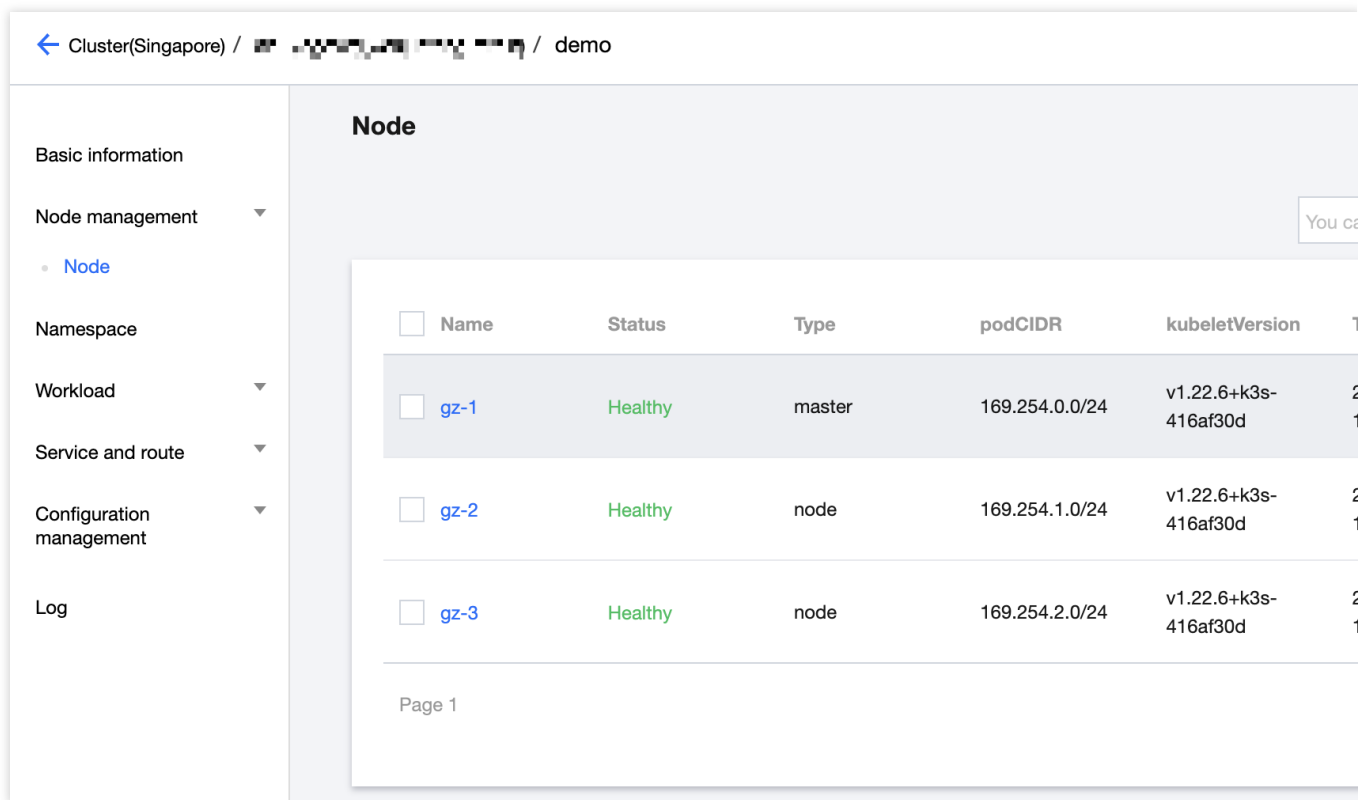 Cluster(Singapore) / / demo
Basic information
Node management
Node
Namespace
Workload
Service and route
Configuration
management
Log
Node
You
Name Status Type podCIDR kubeletVersion
gz-1 Healthy master 169.254.0.0/24 v1.22.6+k3s-
416af30d
gz-2 Healthy node 169.254.1.0/24 v1.22.6+k3s-
416af30d
gz-3 Healthy node 169.254.2.0/24 v1.22.6+k3s-
416af30d
Page 1